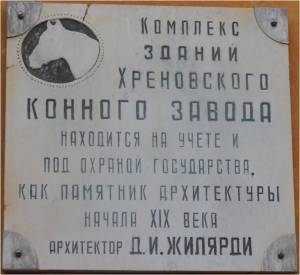 Комплекс
зданий
Хреновского
конного завода
находится на учете и
под охраной государства,
как памятник архитектуры
начала XIX века
архитектор Д.И.Жилярди